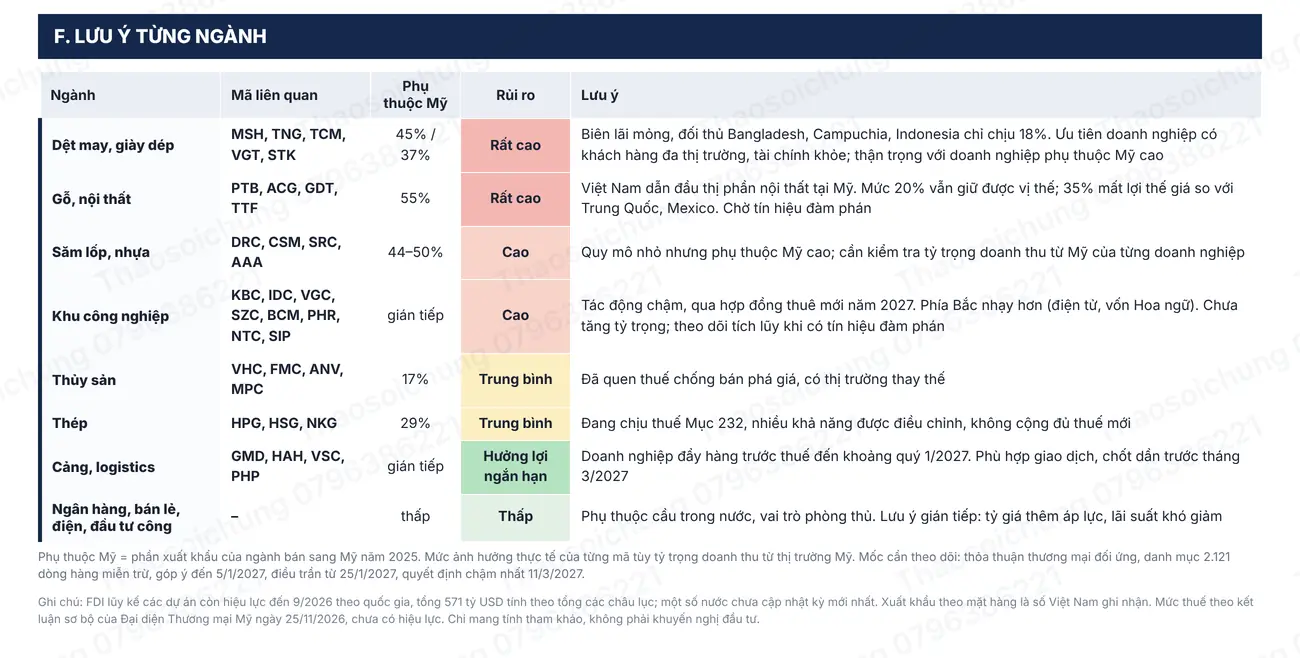 F. LƯU Ý TỪNG NGÀNH
Ngành
Mã liên quan
Phụ
thuộc Mỹ
Rủi ro
Lưu ý
Dệt may, giày dép
MSH, TNG, TCM,
VGT, STK
45% /
37%
Rất cao
Biên lãi mỏng, đối thủ Bangladesh, Campuchia, Indonesia chỉ chịu 18%. Ưu tiên doanh nghiệp có
khách hàng đa thị trường, tài chính khỏe; thận trọng với doanh nghiệp phụ thuộc Mỹ cao
Gỗ, nội thất
PTB, ACG, GDT,
TTF
55%
Rất cao
Việt Nam dẫn đầu thị phần nội thất tại Mỹ. Mức 20% vẫn giữ được vị thế; 35% mất lợi thế giá so với
Trung Quốc, Mexico. Chờ tín hiệu đàm phán
Săm lốp, nhựa
DRC, CSM, SRC,
AAA
44–50%
Cao
Quy mô nhỏ nhưng phụ thuộc Mỹ cao; cần kiểm tra tỷ trọng doanh thu từ Mỹ của từng doanh nghiệp
Khu công nghiệp
KBC, IDC, VGC,
SZC, BCM, PHR,
NTC, SIP
gián tiếp
Cao
Tác động chậm, qua hợp đồng thuê mới năm 2027. Phía Bắc nhạy hơn (điện tử, vốn Hoa ngữ). Chưa
tăng tỷ trọng; theo dõi tích lũy khi có tín hiệu đàm phán
Thủy sản
VHC, FMC, ANV,
MPC
17%
Trung bình
Đã quen thuế chống bán phá giá, có thị trường thay thế
Thép
HPG, HSG, NKG
29%
Trung bình
Đang chịu thuế Mục 232, nhiều khả năng được điều chỉnh, không cộng đủ thuế mới
Cảng, logistics
GMD, HAH, VSC,
PHP
gián tiếp
Hưởng lợi
ngắn hạn
Doanh nghiệp đẩy hàng trước thuế đến khoảng quý 1/2027. Phù hợp giao dịch, chốt dần trước tháng
3/2027
Ngân hàng, bán lẻ,
điện, đầu tư công
–
thấp
Thấp
Phụ thuộc cầu trong nước, vai trò phòng thủ. Lưu ý gián tiếp: tỷ giá thêm áp lực, lãi suất khó giảm
Phụ thuộc Mỹ = phần xuất khẩu của ngành bán sang Mỹ năm 2025. Mức ảnh hưởng thực tế của từng mã tùy tỷ trọng doanh thu từ thị trường Mỹ. Mốc cần theo dõi: thỏa thuận thương mại đối ứng, danh mục 2.121
dòng hàng miễn trừ, góp ý đến 5/1/2027, điều trần từ 25/1/2027, quyết định chậm nhất 11/3/2027.
Ghi chú: FDI lũy kế các dự án còn hiệu lực đến 9/2026 theo quốc gia, tổng 571 tỷ USD tính theo tổng các châu lục; một số nước chưa cập nhật kỳ mới nhất. Xuất khẩu theo mặt hàng là số Việt Nam ghi nhận. Mức thuế theo kết
luận sơ bộ của Đại diện Thương mại Mỹ ngày 25/11/2026, chưa có hiệu lực. Chỉ mang tính tham khảo, không phải khuyến nghị đầu tư.
Thaosoichung 0796386221